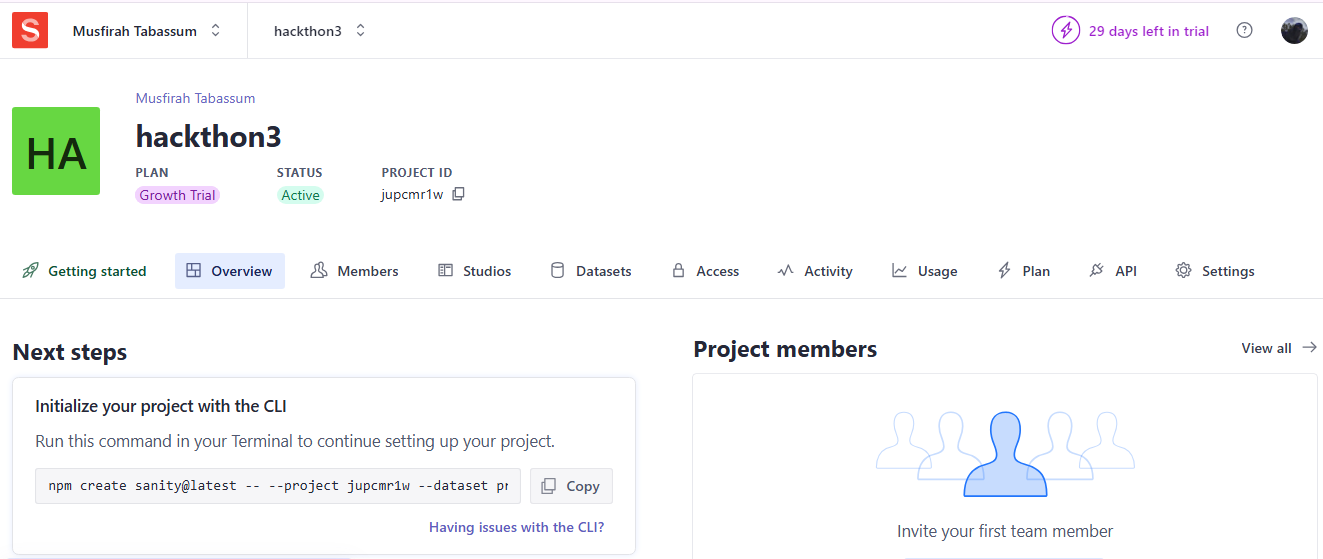 S Musfirah Tabassum hackthon3 29 days left in trial
Musfirah Tabassum
HA
hackthon3
PLAN STATUS PROJECT ID
Growth Trial Active jupcmr1w
Getting started Overview Members Studios Datasets Access Activity Usage Plan API Settings
Next steps
Initialize your project with the CLI
Run this command in your Terminal to continue setting up your project.
npm create sanity@latest -- --project jupcmr1w --dataset pr Copy
Having issues with the CLI?
Project members View all
Invite your first team member